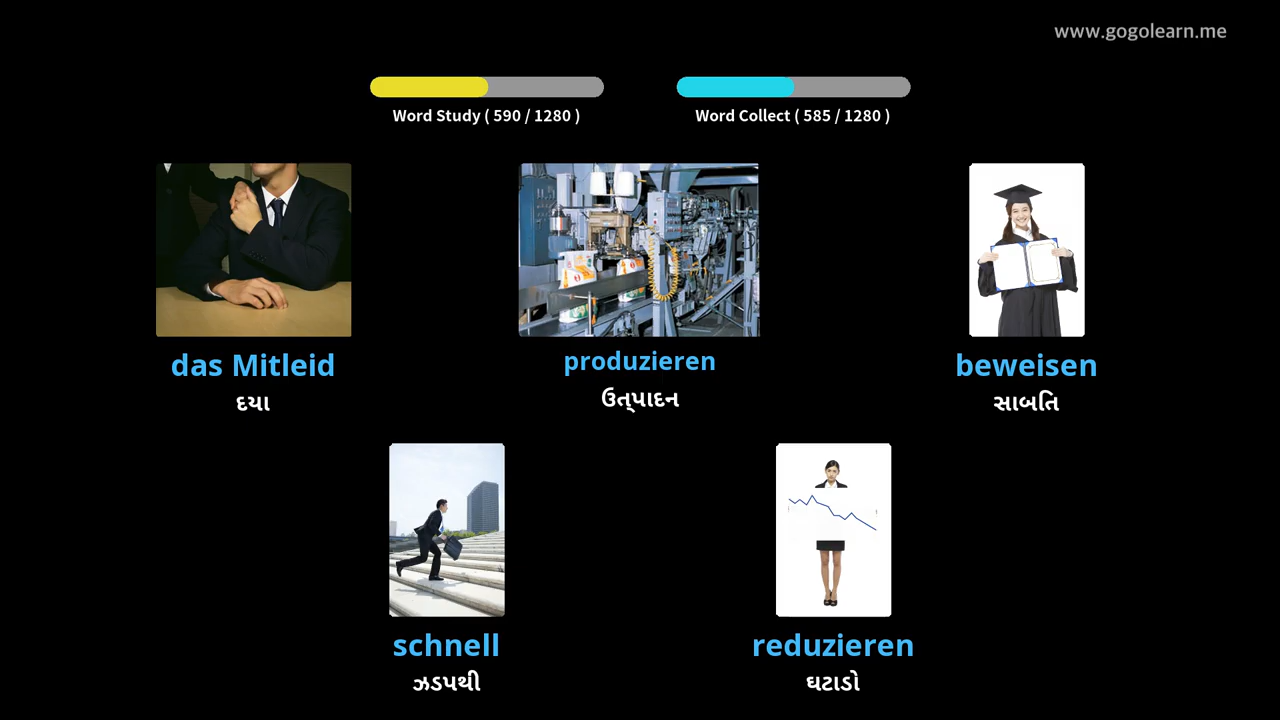 www.gogolearn.me
Word Study ( 590 / 1280 )
Word Collect ( 585 / 1280 )
das Mitleid
દયા
produzieren
ઉત્પાદન
beweisen
સાબતિ
schnell
ઝડપથી
reduzieren
ઘટાડો